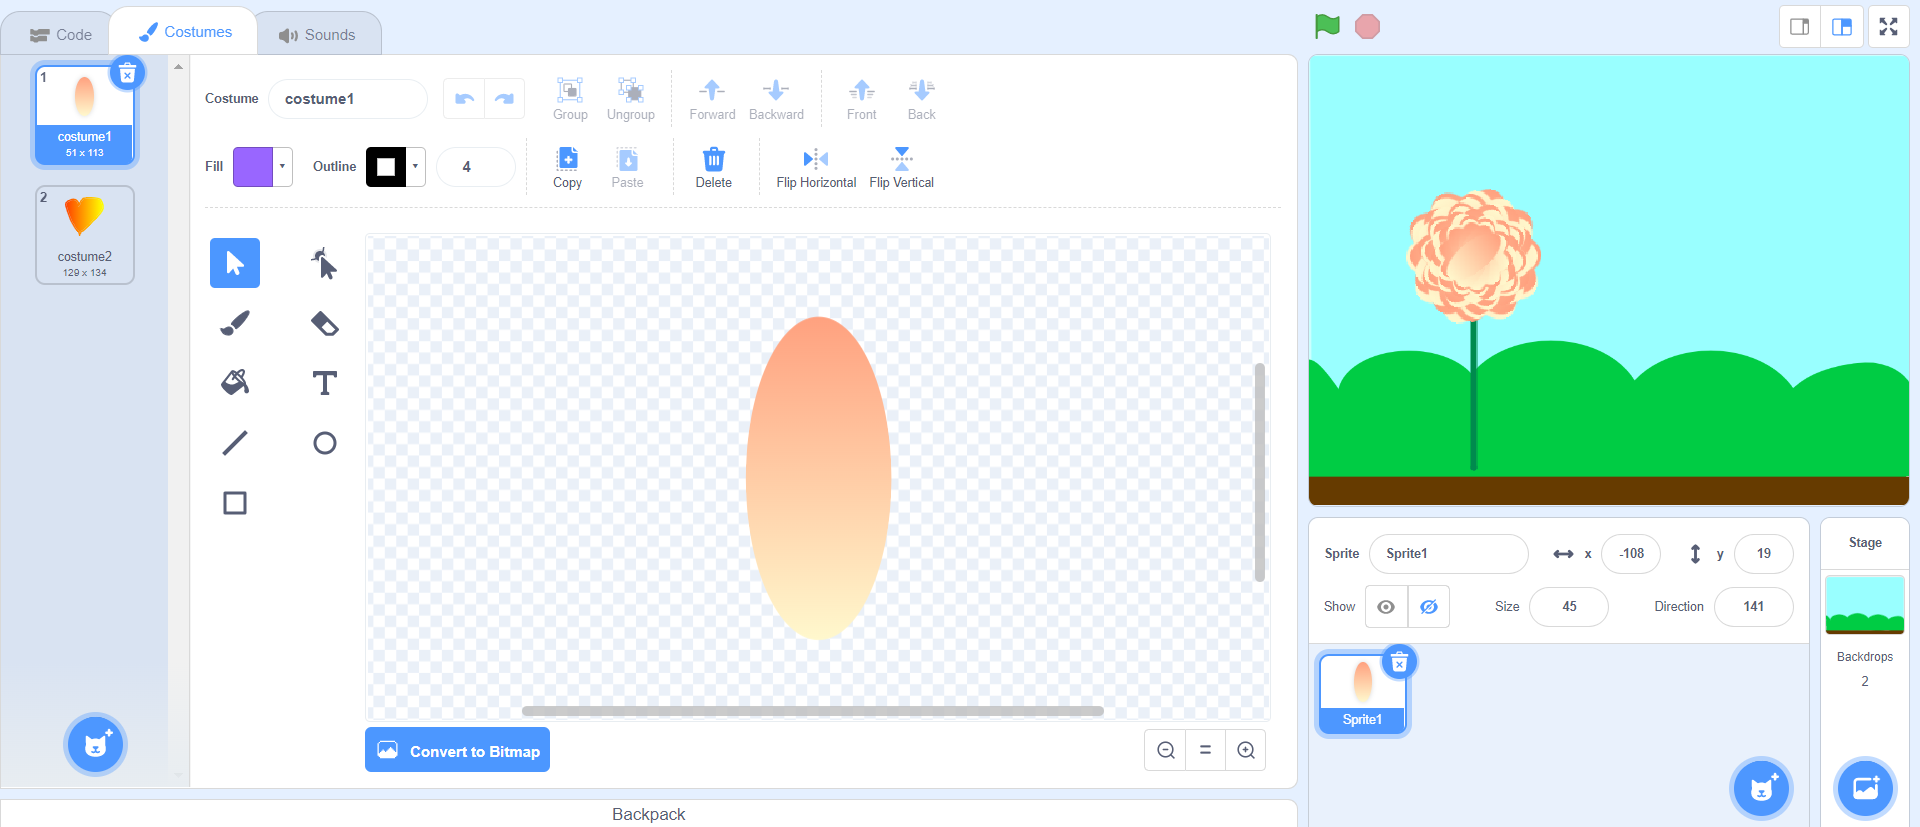 Code
Costumes
Sounds
1
costume1
51 x 113
2
costume2
129 x 134
Costume
costume1
Group
Ungroup
Forward
Backward
Front
Back
Fill
Outline
4
Copy
Paste
Delete
Flip Horizontal
Flip Vertical
T
Convert to Bitmap
Backpack
Sprite
Sprite1
x
-108
y
19
Show
Size
45
Direction
141
Sprite1
Stage
Backdrops
2